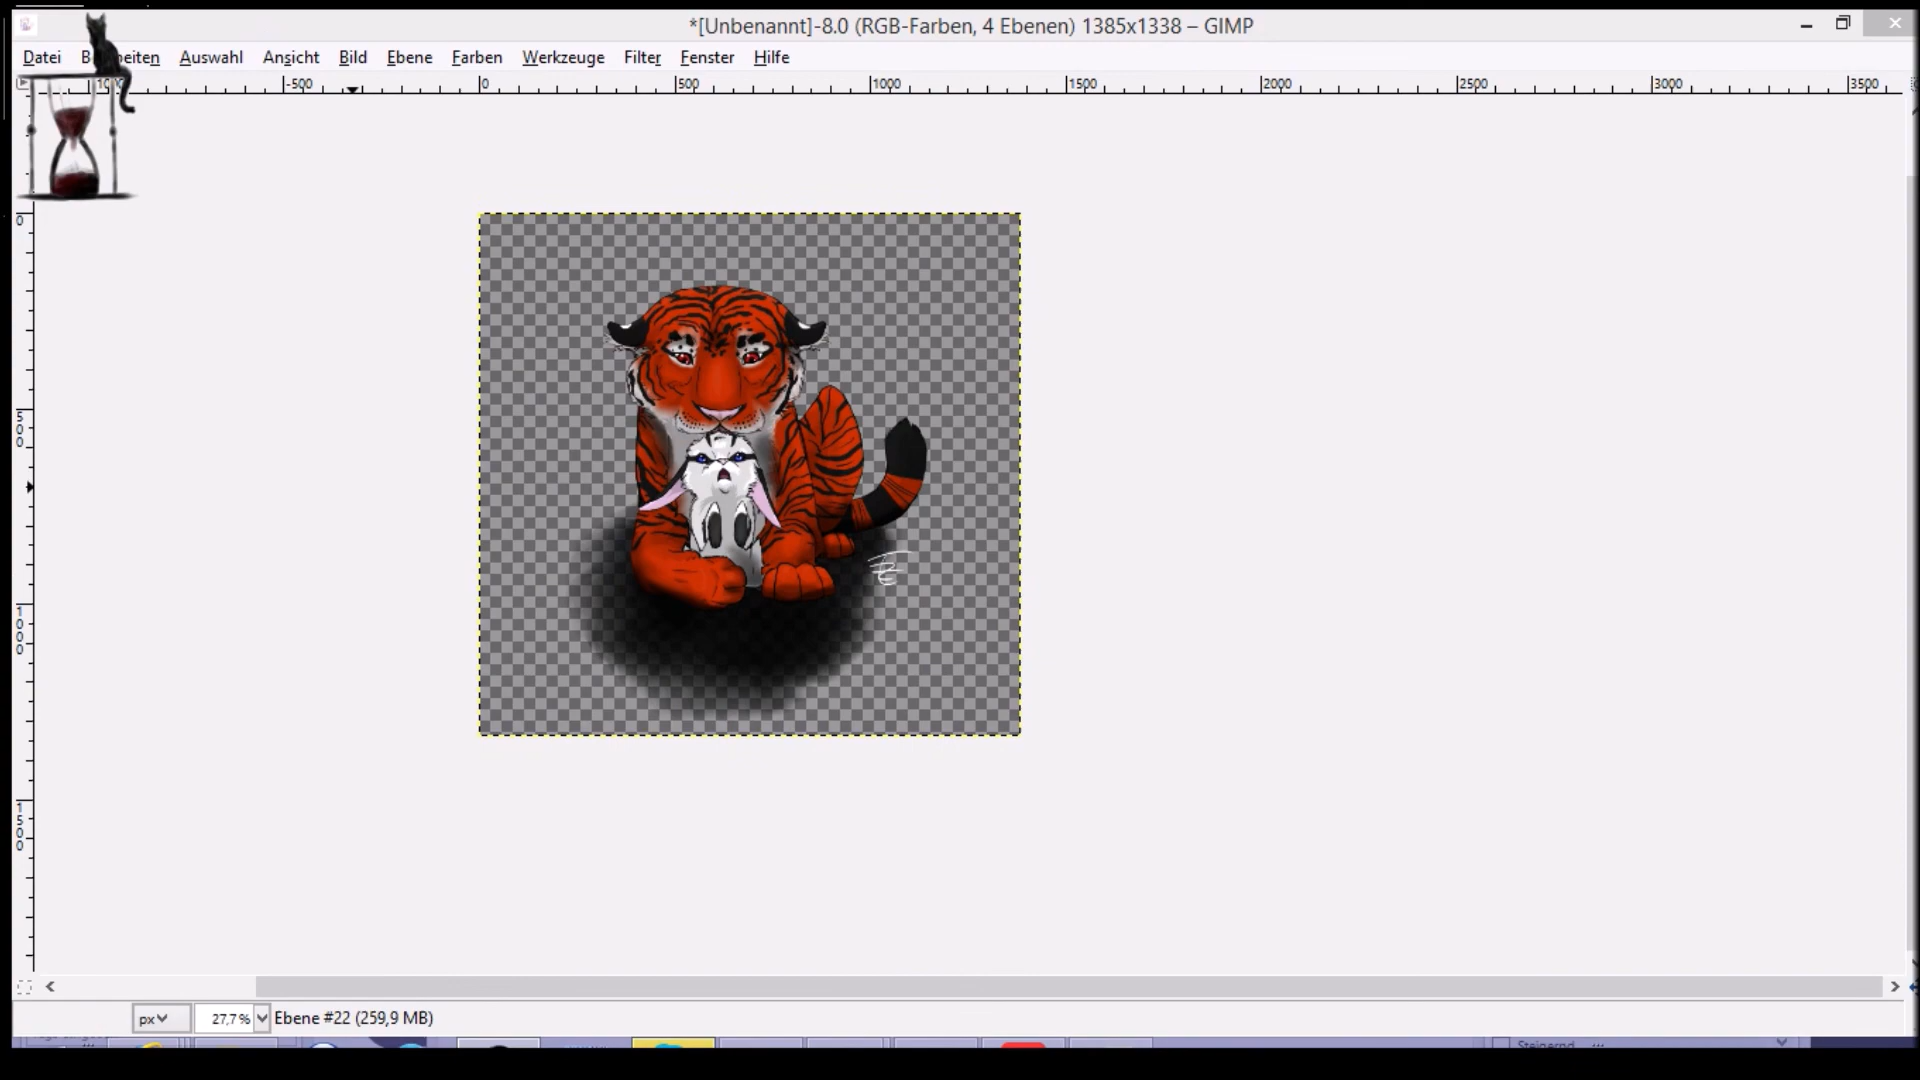 *[Unbenannt]-8.0 (RGB-Farben, 4 Ebenen) 1385x1338 – GIMP
Datei
Auswahl Ansicht Bild Ebene Farben Werkzeuge Filter Fenster Hilfe
-500 0 500 1000 1500 2000 2500 3000 3500
0
500
1000
1500
px 27,7 % Ebene #22 (259,9 MB)
Steigernd